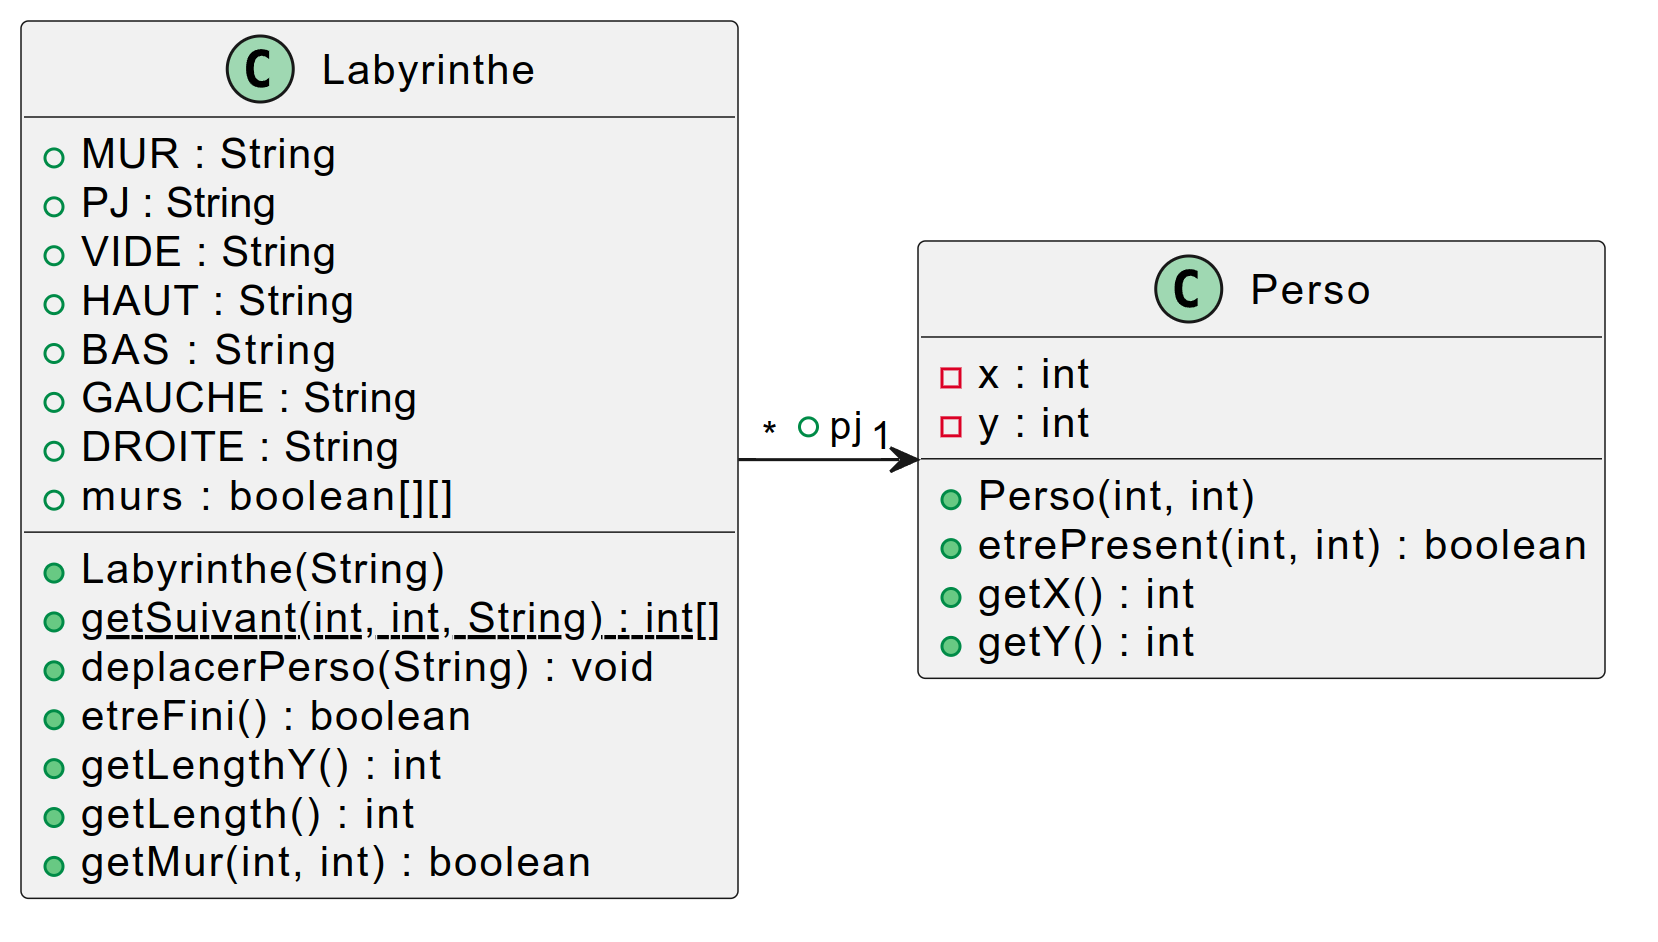 C Labyrinthe
MUR : String
PJ : String
VIDE : String
HAUT : String
BAS : String
GAUCHE : String
DROITE : String
murs : boolean[][]
Labyrinthe(String)
getSuivant(int, int, String) : int[]
deplacerPerso(String) : void
etreFini() : boolean
getLengthY() : int
getLength() : int
getMur(int, int) : boolean
* pj 1
C Perso
x : int
y : int
Perso(int, int)
etrePresent(int, int) : boolean
getX() : int
getY() : int